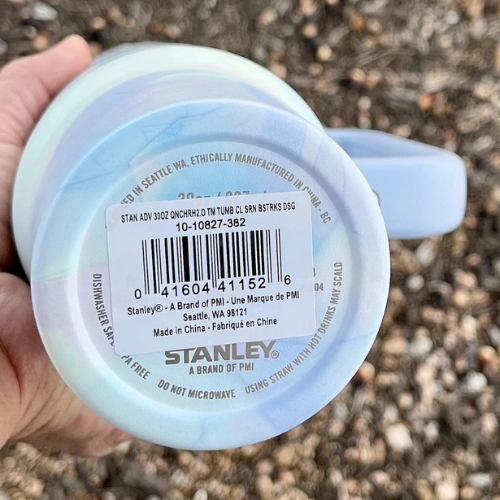 ED IN SEATTLE WA, ETHICALLY MANUFACTURED IN CHINA - BC
STAN ADV 30OZ QNCHRH2.O TM TUMB CL SRN BSTRKS DSG
10-10827-382
0 41604 41152 6
Stanley® - A Brand of PMI - Une Marque de PMI
Seattle, WA 98121
Made in China - Fabriqué en Chine
04
STANLEY®
A BRAND OF PMI
DISHWASHER SAF
PA FREE
DO NOT MICROWAVE
USING STRAW WITH HOT DRINKS MAY SCALD